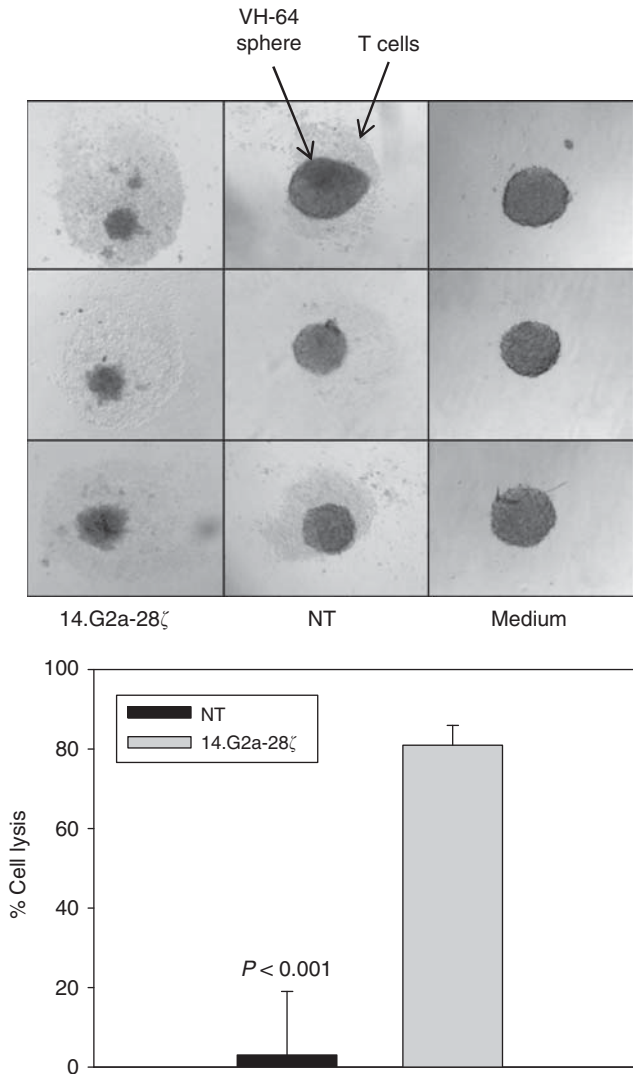 VH-64
sphere
T cells
14.G2a-28ζ
NT
Medium
100
80
60
40
20
0
% Cell lysis
NT
14.G2a-28ζ
P < 0.001